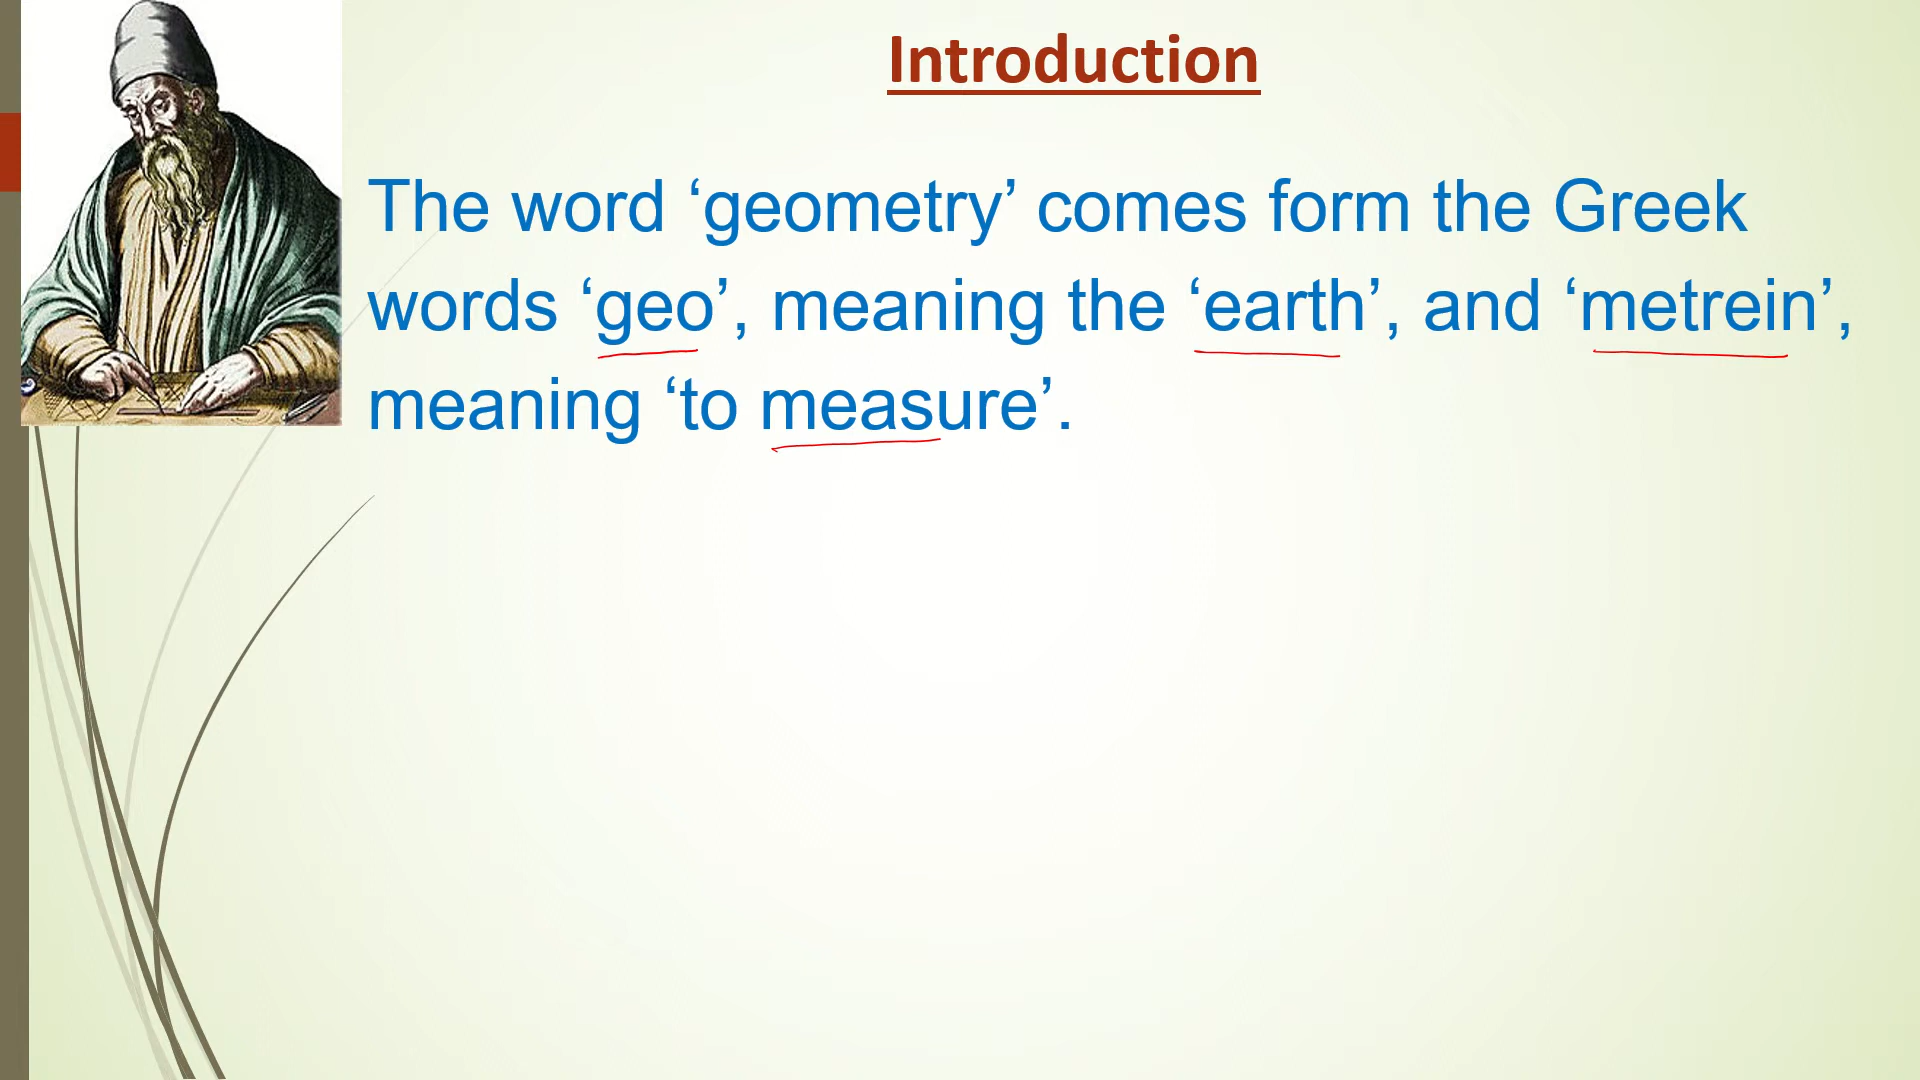 Introduction
The word ‘geometry’ comes form the Greek
words ‘geo’, meaning the ‘earth’, and ‘metrein’,
meaning ‘to measure’.